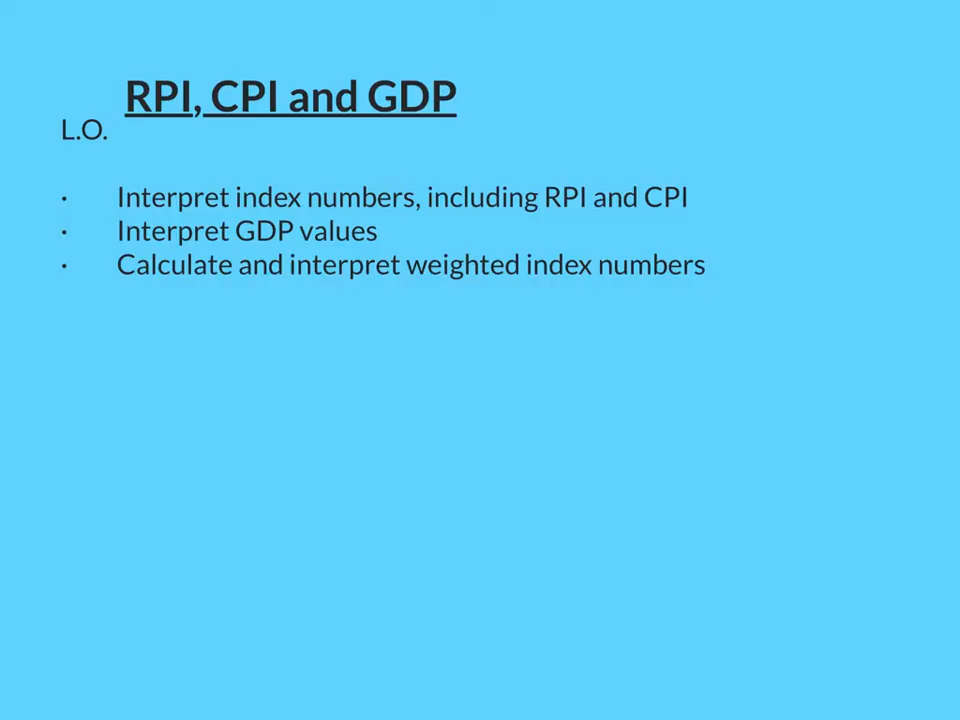 RPI, CPI and GDP
L.O.
· Interpret index numbers, including RPI and CPI
· Interpret GDP values
· Calculate and interpret weighted index numbers